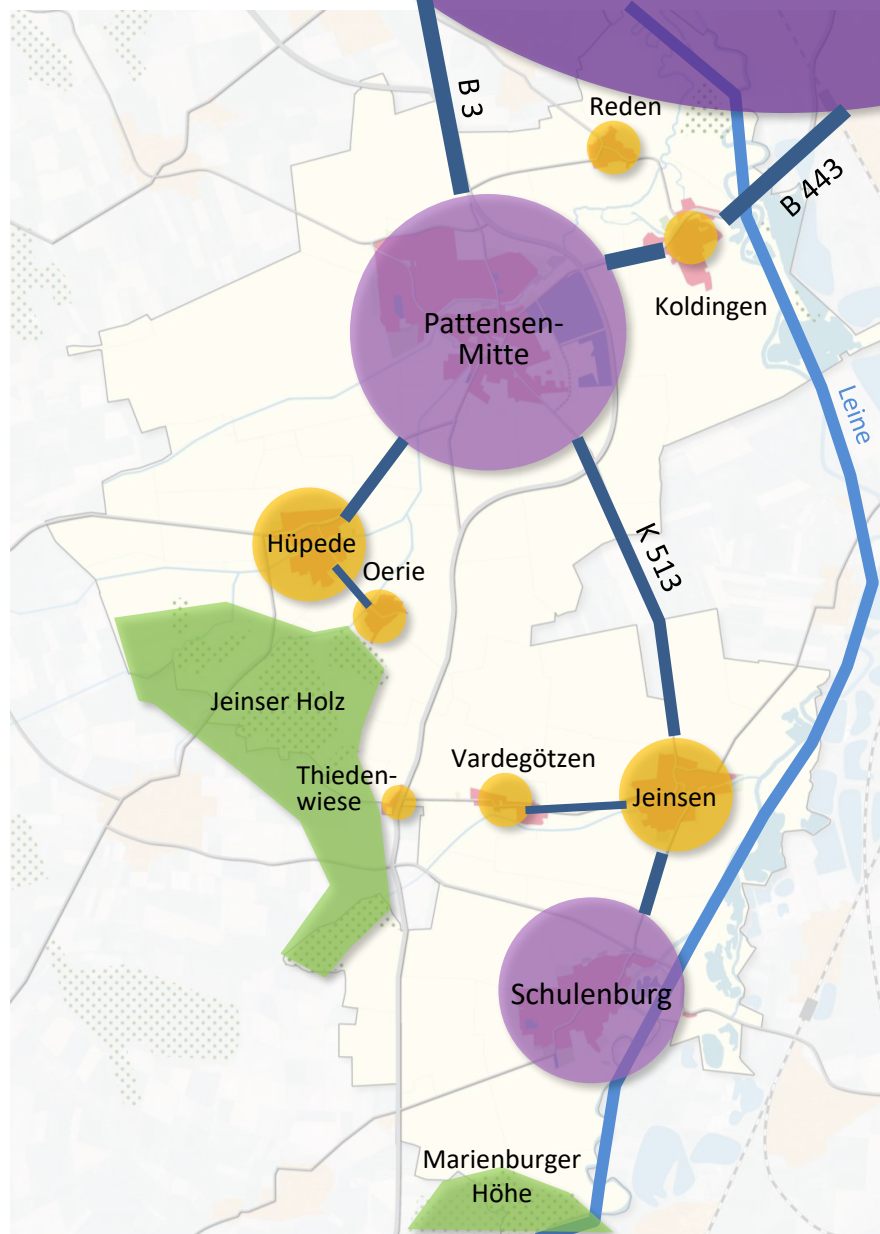 B 3
Reden
B 443
Koldingen
Pattensen-
Mitte
Leine
K 513
Hüpede
Oerie
Jeinser Holz
Vardegötzen
Thieden-
wiese
Jeinsen
Schulenburg
Marienburger
Höhe